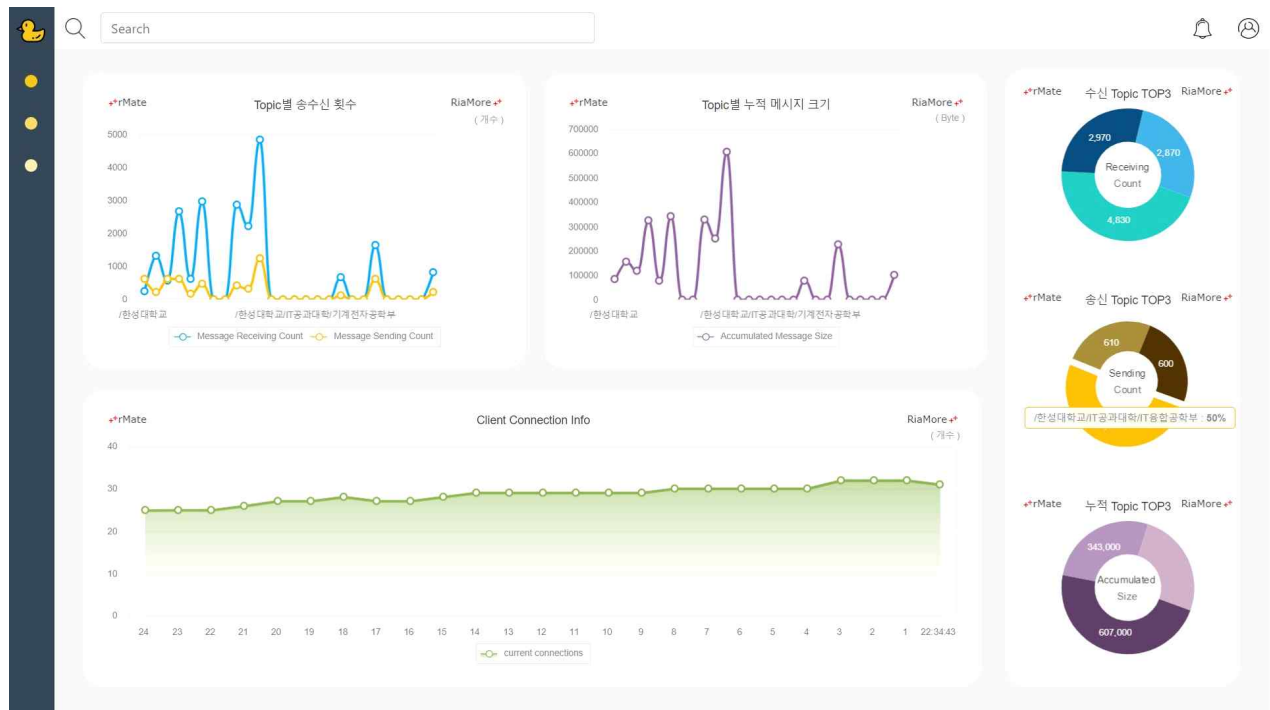 Search
rMate
Topic별 송수신 횟수
RiaMore
( 개수 )
5000
4000
3000
2000
1000
0
/한성대학교
/한성대학교/IT공과대학/기계전자공학부
Message Receiving Count
Message Sending Count
rMate
Topic별 누적 메시지 크기
RiaMore
( Byte )
700000
600000
500000
400000
300000
200000
100000
0
/한성대학교
/한성대학교/IT공과대학/기계전자공학부
Accumulated Message Size
rMate
Client Connection Info
RiaMore
( 개수 )
40
30
20
10
0
24 23 22 21 20 19 18 17 16 15 14 13 12 11 10 9 8 7 6 5 4 3 2 1 22:34:43
current connections
rMate
수신 Topic TOP3
RiaMore
2,970
2,870
Receiving
Count
4,830
rMate
송신 Topic TOP3
RiaMore
610
600
Sending
Count
/한성대학교/IT공과대학/IT융합공학부 : 50%
rMate
누적 Topic TOP3
RiaMore
343,000
Accumulated
Size
607,000